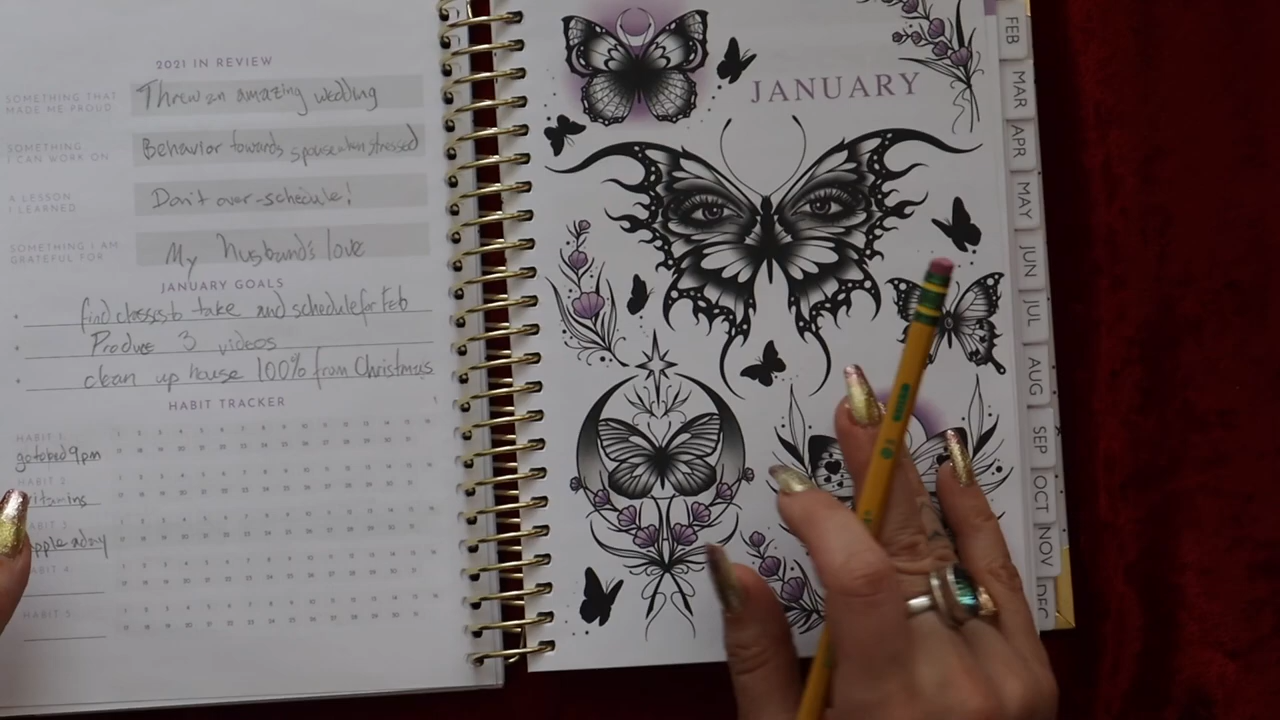 2021 IN REVIEW
SOMETHING THAT MADE ME PROUD: Threw an amazing wedding
SOMETHING I CAN WORK ON Behavior towards spouse when stressed
A LESSON I LEARNED Don't over-schedule!
SOMETHING I AM GRATEFUL FOR My husband's love
JANUARY GOALS
find classes to take and schedule for Feb
Produce 3 videos
clean up house 100% from Christmas
HABIT TRACKER
HABIT 1:
go to bed 9pm
HABIT 2
vitamins
HABIT 3
apple a day
HABIT 4
HABIT 5
JANUARY
FEB
MAR
APR
MAY
JUN
JUL
AUG
SEP
OCT
NOV
DEC